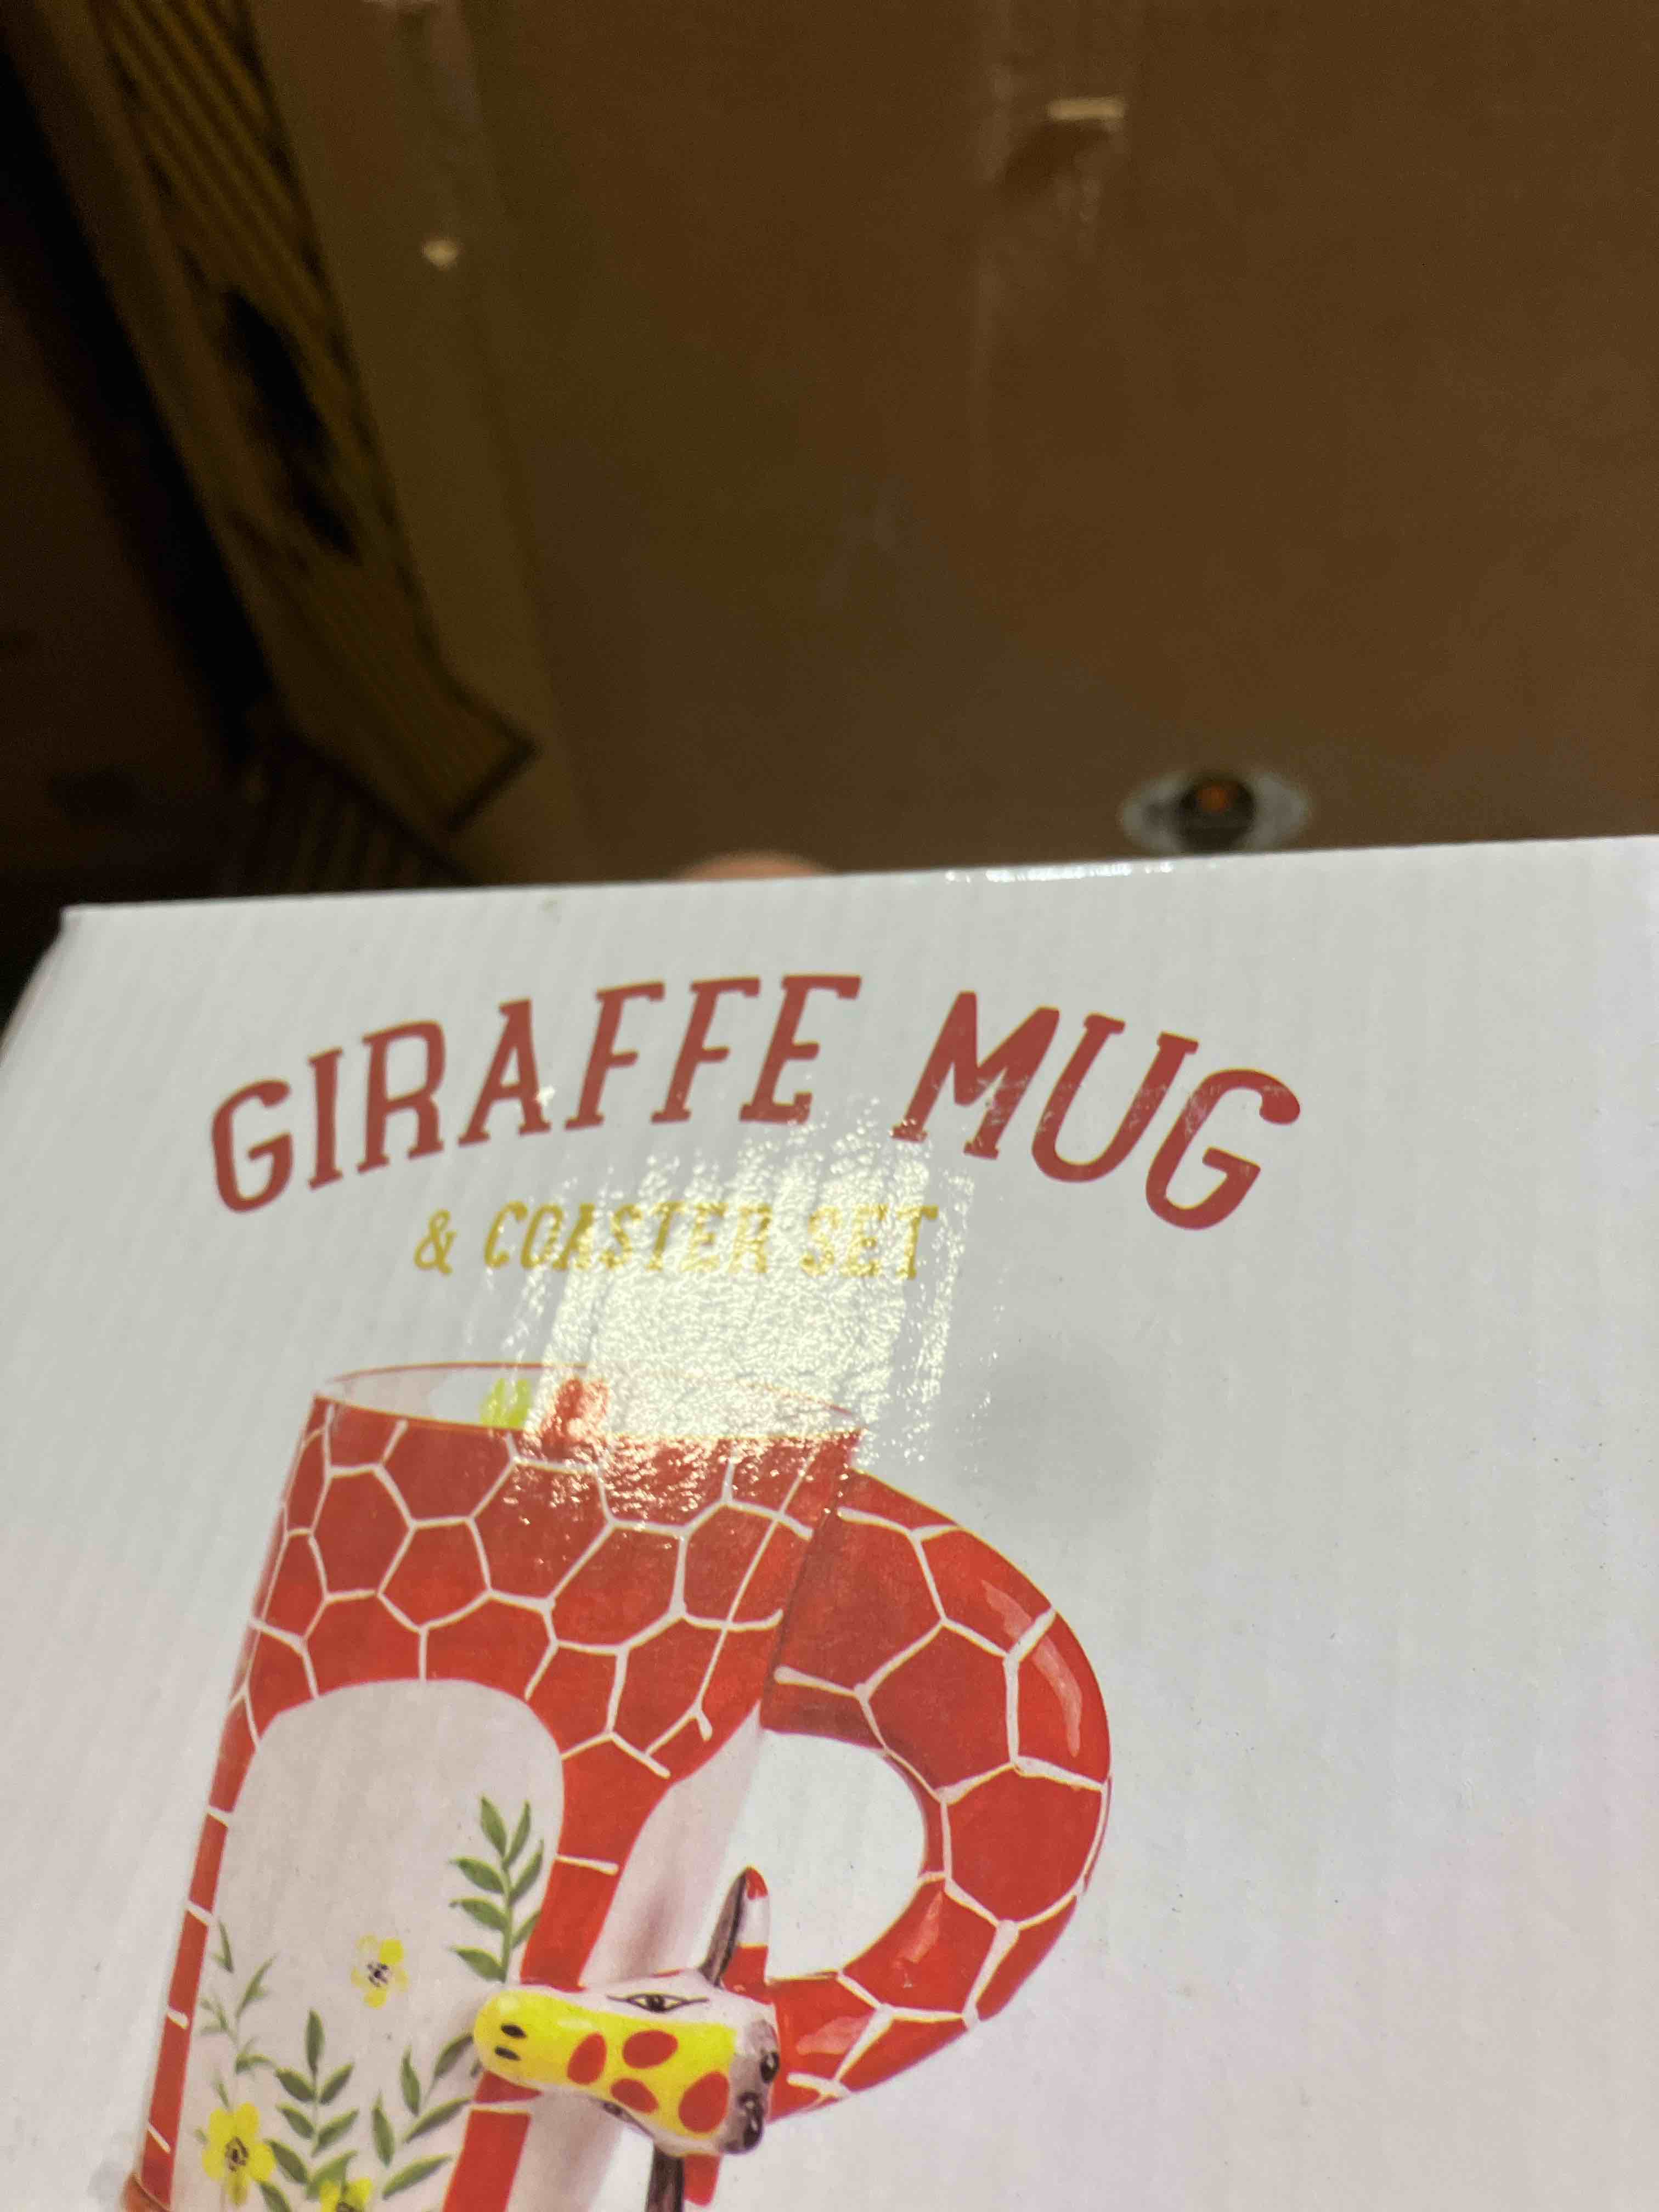 GIRAFFE MUG
& COASTER SET